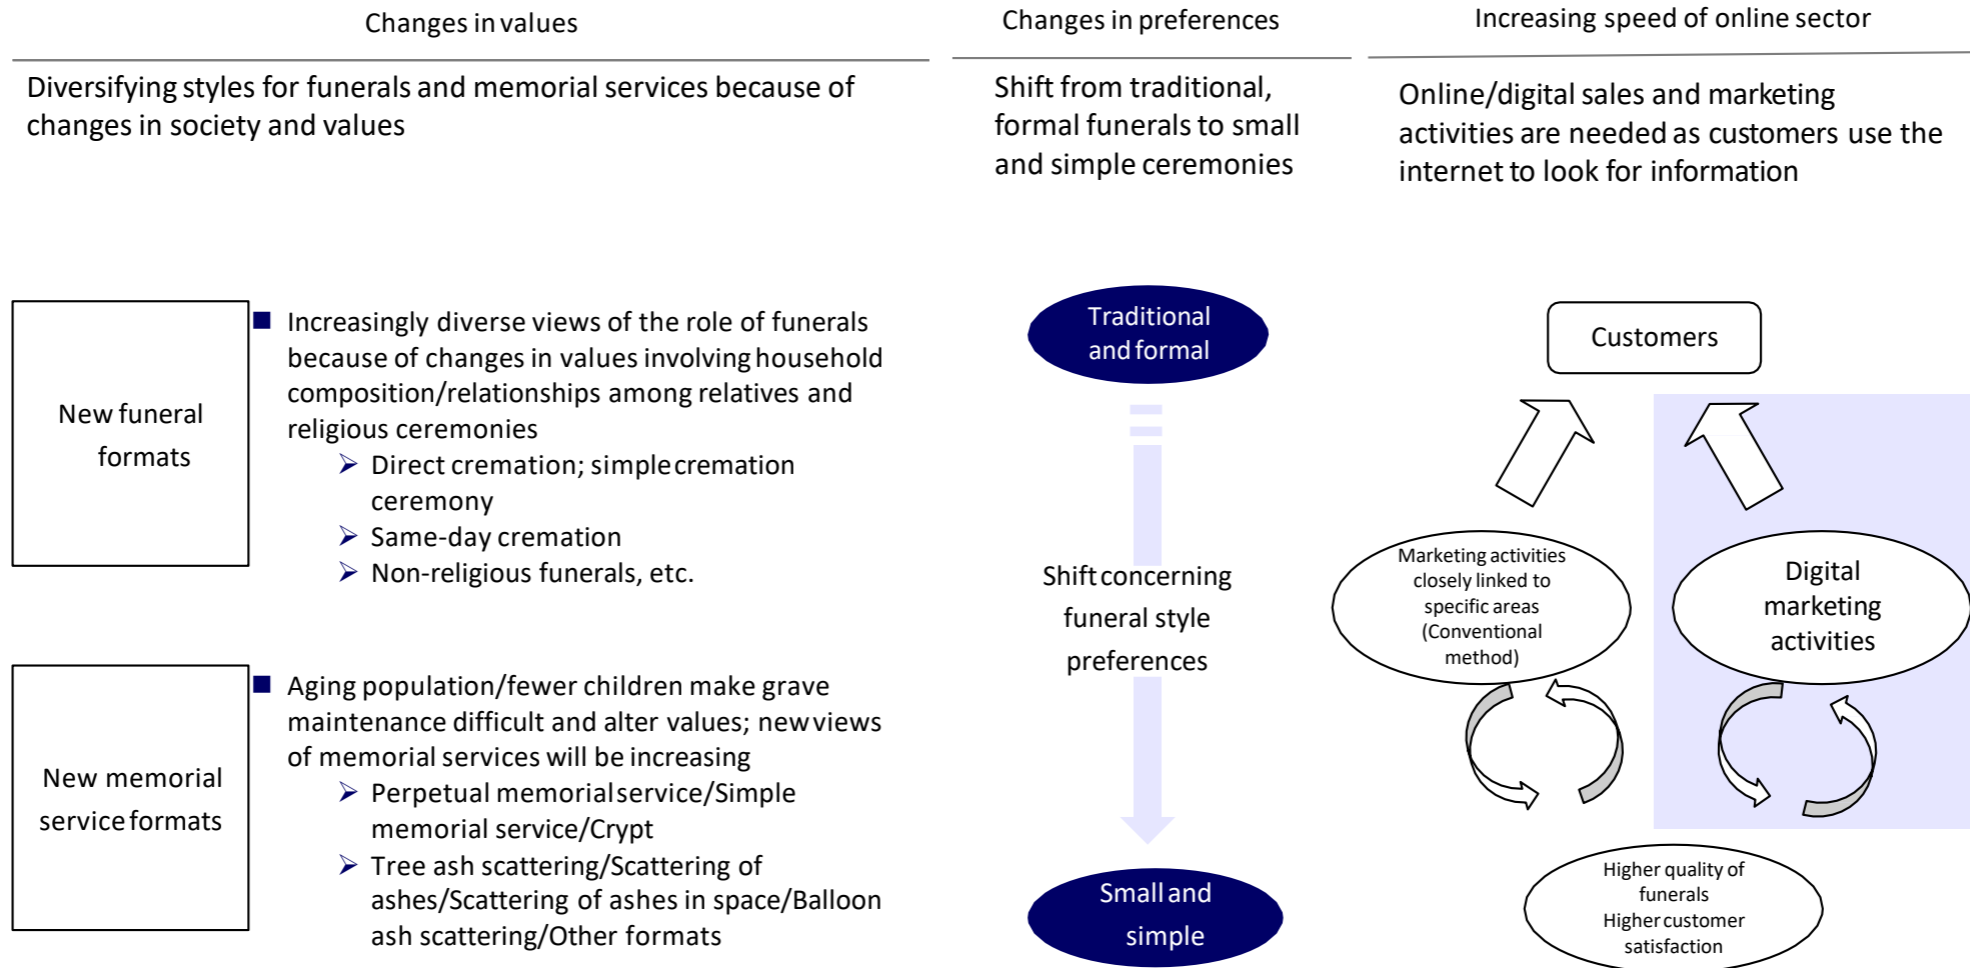 Changes in values
Diversifying styles for funerals and memorial services because of
changes in society and values
New funeral
formats
■ Increasingly diverse views of the role of funerals
because of changes in values involving household
composition/relationships among relatives and
religious ceremonies
➤ Direct cremation; simple cremation
ceremony
➤ Same-day cremation
➤ Non-religious funerals, etc.
New memorial
service formats
■ Aging population/fewer children make grave
maintenance difficult and alter values; new views
of memorial services will be increasing
➤ Perpetual memorial service/Simple
memorial service/Crypt
➤ Tree ash scattering/Scattering of
ashes/Scattering of ashes in space/Balloon
ash scattering/Other formats
Changes in preferences
Shift from traditional,
formal funerals to small
and simple ceremonies
Traditional
and formal
Shift concerning
funeral style
preferences
Small and
simple
Increasing speed of online sector
Online/digital sales and marketing
activities are needed as customers use the
internet to look for information
Customers
Marketing activities
closely linked to
specific areas
(Conventional
method)
Digital
marketing
activities
Higher quality of
funerals
Higher customer
satisfaction